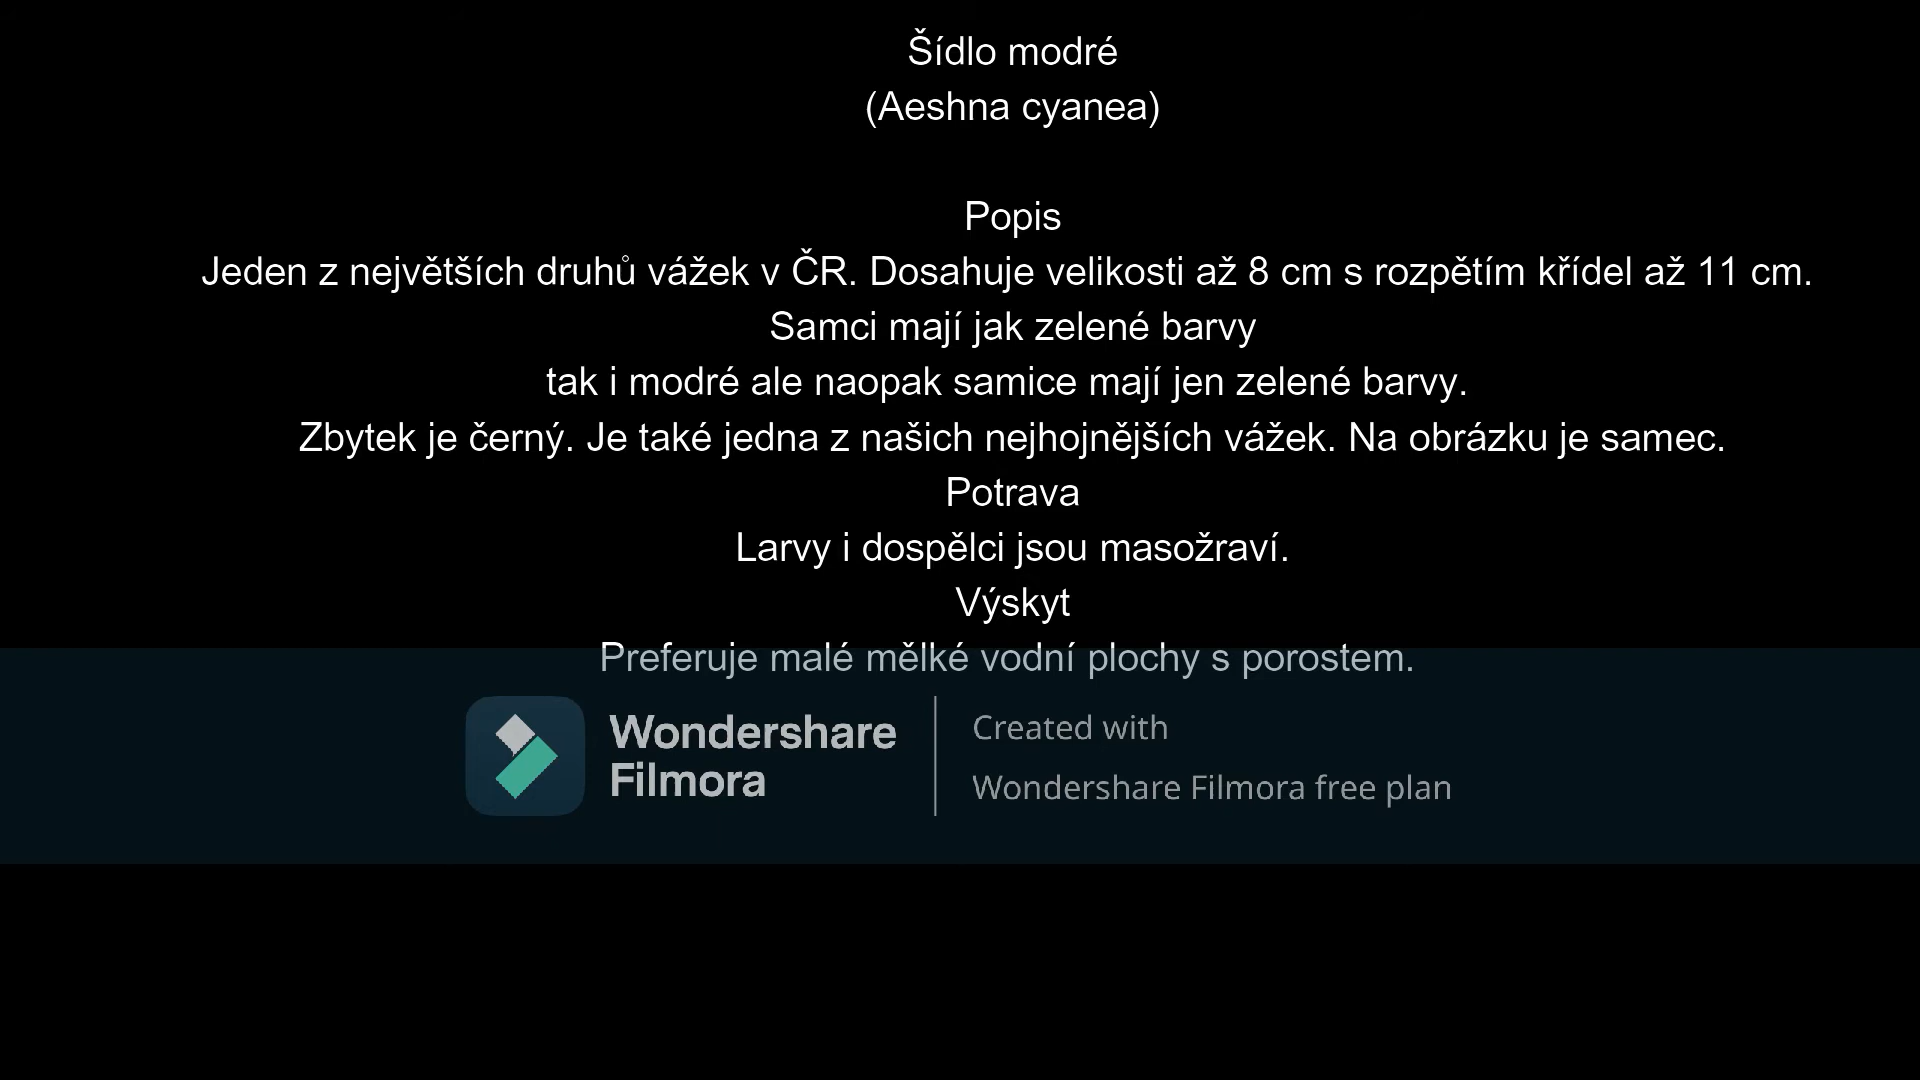 Šídlo modré
(Aeshna cyanea)
Popis
Jeden z největších druhů vážek v ČR. Dosahuje velikosti až 8 cm s rozpětím křídel až 11 cm.
Samci mají jak zelené barvy
tak i modré ale naopak samice mají jen zelené barvy.
Zbytek je černý. Je také jedna z našich nejhojnějších vážek. Na obrázku je samec.
Potrava
Larvy i dospělci jsou masožraví.
Výskyt
Preferuje malé mělké vodní plochy s porostem.
Wondershare
Filmora
Created with
Wondershare Filmora free plan